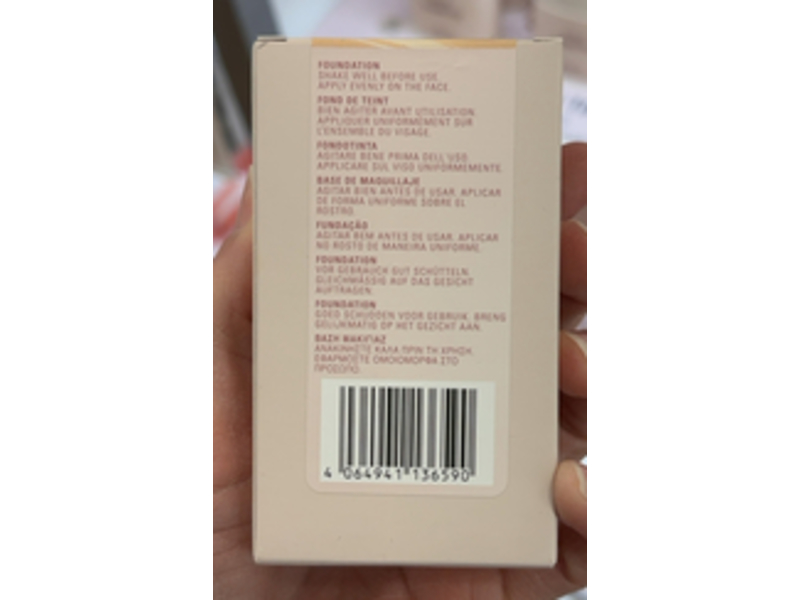 FOUNDATION
SHAKE WELL BEFORE USE.
APPLY EVENLY ON THE FACE.
FOND DE TEINT
BIEN AGITER AVANT UTILISATION
APPLIQUER UNIFORMÉMENT SUR
L'ENSEMBLE DU VISAGE.
FONDOTINTA
AGITARE BENE PRIMA DELL'USO
APPLICARE SUL VISO UNIFORMEMENTE.
BASE DE MAQUILLAJE
AGITAR BIEN ANTES DE USAR. APLICAR
DE FORMA UNIFORME SOBRE EL
ROSTRO.
FUNDAÇÃO
AGITAR BEM ANTES DE USAR. APLICAR
NO ROSTO DE MANEIRA UNIFORME.
FOUNDATION
VOR GEBRAUCH GUT SCHÜTTELN.
GLEICHMÄSSIG AUF DAS GESICHT
AUFTRAGEN.
FOUNDATION
GOED SCHUDDEN VOOR GEBRUIK. BRENG
GELIJKMATIG OP HET GEZICHT AAN.
ΒΑΣΗ ΜΑΚΙΓΙΑΖ
ΑΝΑΚΙΝΗΣΤΕ ΚΑΛΑ ΠΡΙΝ ΤΗ ΧΡΗΣΗ.
ΕΦΑΡΜΟΣΤΕ ΟΜΟΙΟΜΟΡΦΑ ΣΤΟ
ΠΡΟΣΩΠΟ.
4 064941 136590